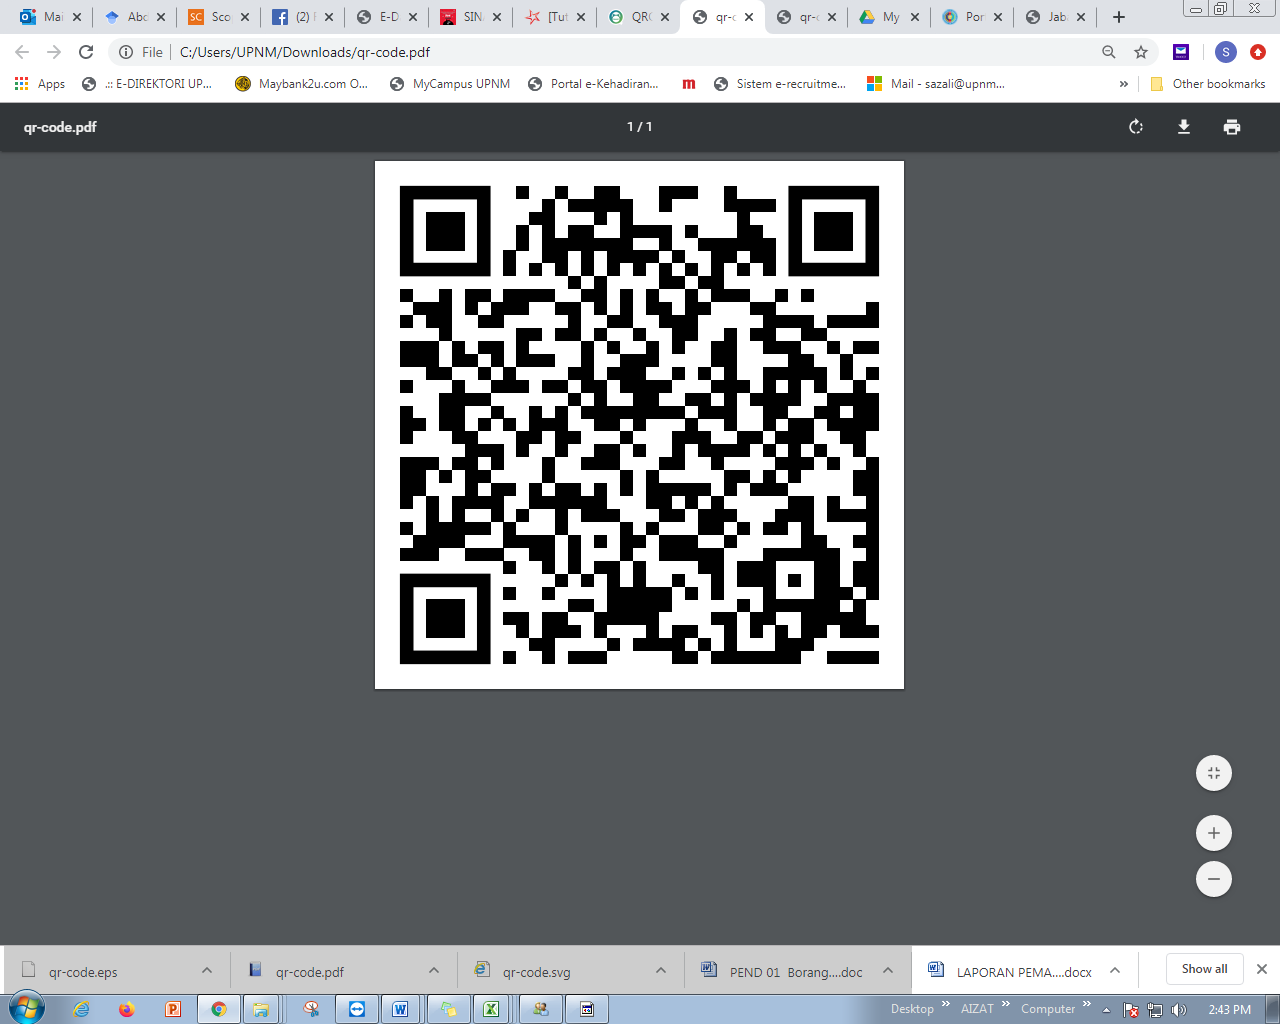 Mai
Abc
SC Sco
(2) F
E-D
SIN
[Tut
QRC
qr-c
qr-c
My
Por
Jab
File C:/Users/UPNM/Downloads/qr-code.pdf
S
Apps
.:: E-DIREKTORI UP...
Maybank2u.com O...
MyCampus UPNM
Portal e-Kehadiran...
m
Sistem e-recruitme...
Mail - sazali@upnm...
»
Other bookmarks
qr-code.pdf
1 / 1
qr-code.eps
qr-code.pdf
qr-code.svg
PEND 01 Borang....doc
LAPORAN PEMA....docx
Show all
Desktop » AIZAT » Computer »
2:43 PM